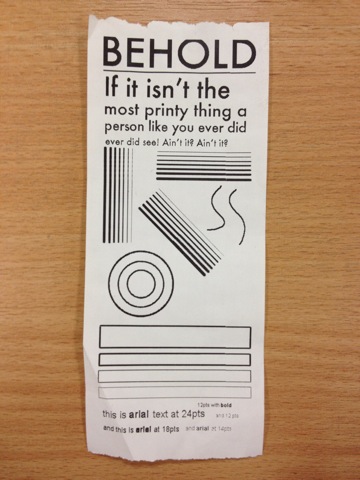 BEHOLD
If it isn't the
most printy thing a
person like you ever did
ever did see! Ain't it? Ain't it?
12pts with bold
this is arial text at 24pts and 12 pts
and this is arial at 18pts and arial at 14pts